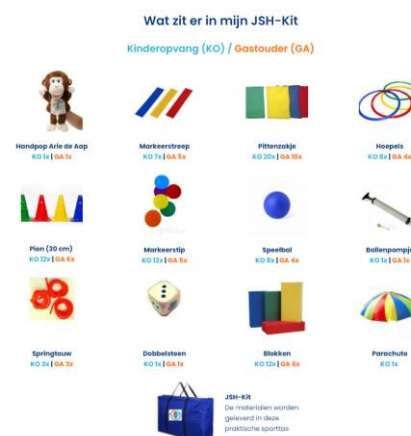 Wat zit er in mijn JSH-Kit
Kinderopvang (KO) / Gastouder (GA)
Handpop Arie de Aap
KO 1x | GA 1x
Markeerstreep
KO 7x | GA 5x
Pittenzakje
KO 20x | GA 10x
Hoepels
KO 8x | GA 4x
Pion (30 cm)
KO 12x | GA 6x
Markeerstip
KO 12x | GA 5x
Speelbal
KO 8x | GA 4x
Ballenpompje
KO 1x | GA 1x
Springtouw
KO 3x | GA 3x
Dobbelsteen
KO 1x | GA 1x
Blokken
KO 12x | GA 6x
Parachute
KO 1x
JSH-Kit
De materialen worden
geleverd in deze
praktische sporttas